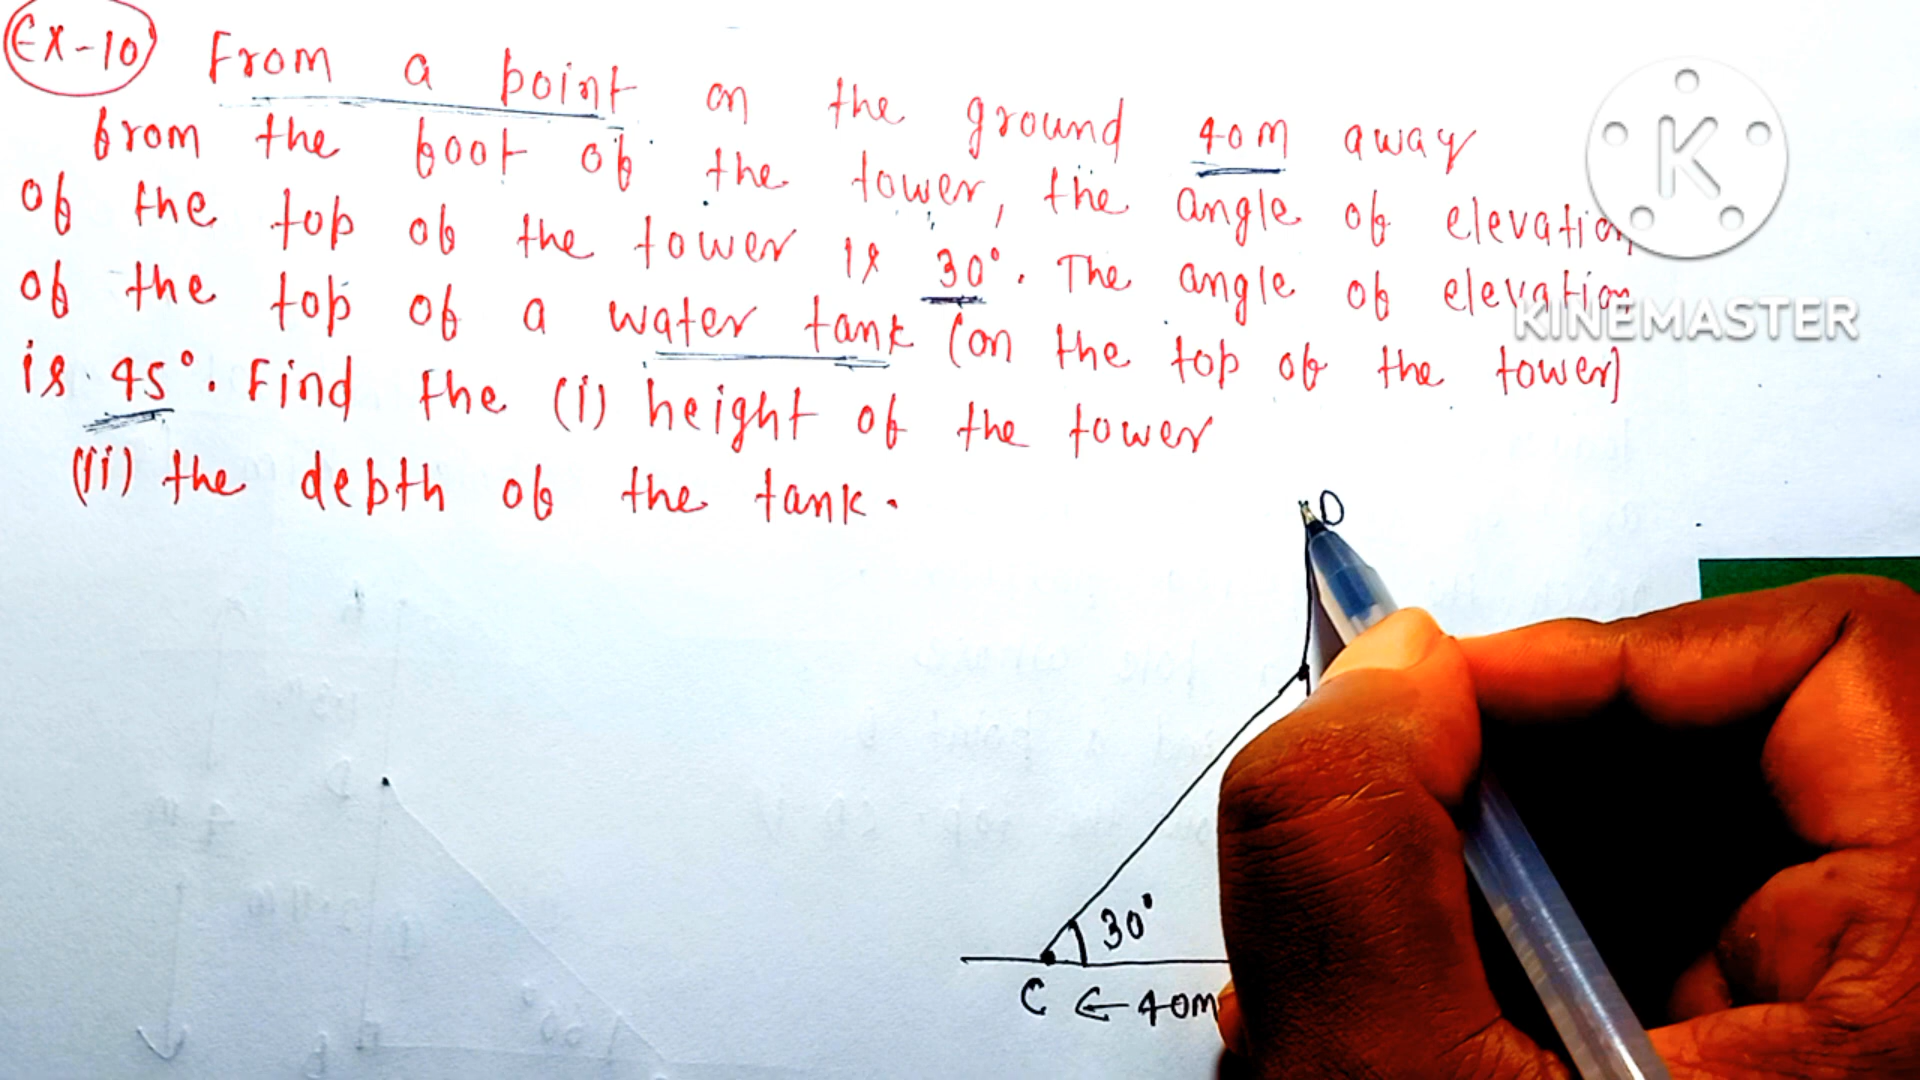 Ex-10 From a point on the ground 40m away
from the foot of the tower, the angle of elevation
of the top of the tower is 30°. The angle of elevation
of the top of a water tank (on the top of the tower)
is 45°. Find the (i) height of the tower
(ii) the depth of the tank.
K
KINEMASTER
D
30°
C ← 40m